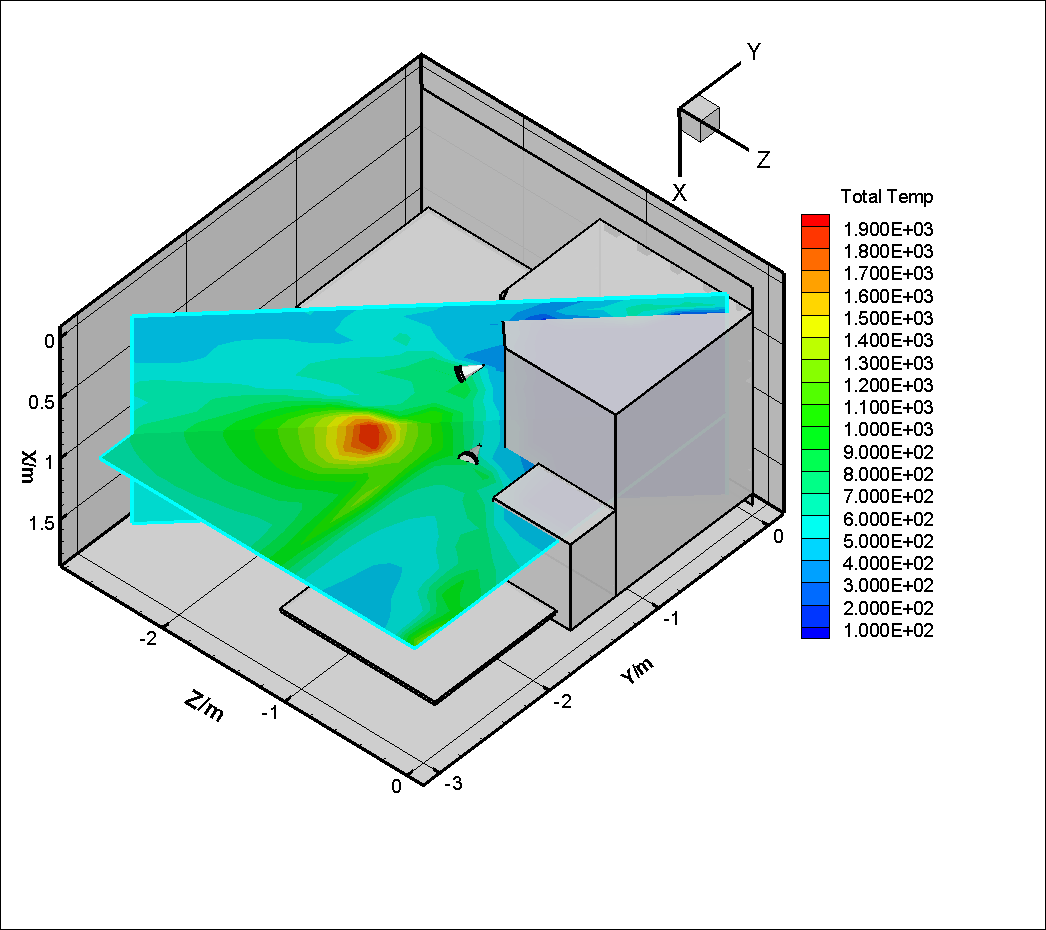 Y
Z
X
Total Temp
1.900E+03
1.800E+03
1.700E+03
1.600E+03
1.500E+03
1.400E+03
1.300E+03
1.200E+03
1.100E+03
1.000E+03
9.000E+02
8.000E+02
7.000E+02
6.000E+02
5.000E+02
4.000E+02
3.000E+02
2.000E+02
1.000E+02
0
0.5
1
1.5
X/m
-2
-1
0
Z/m
0
-1
-2
-3
Y/m